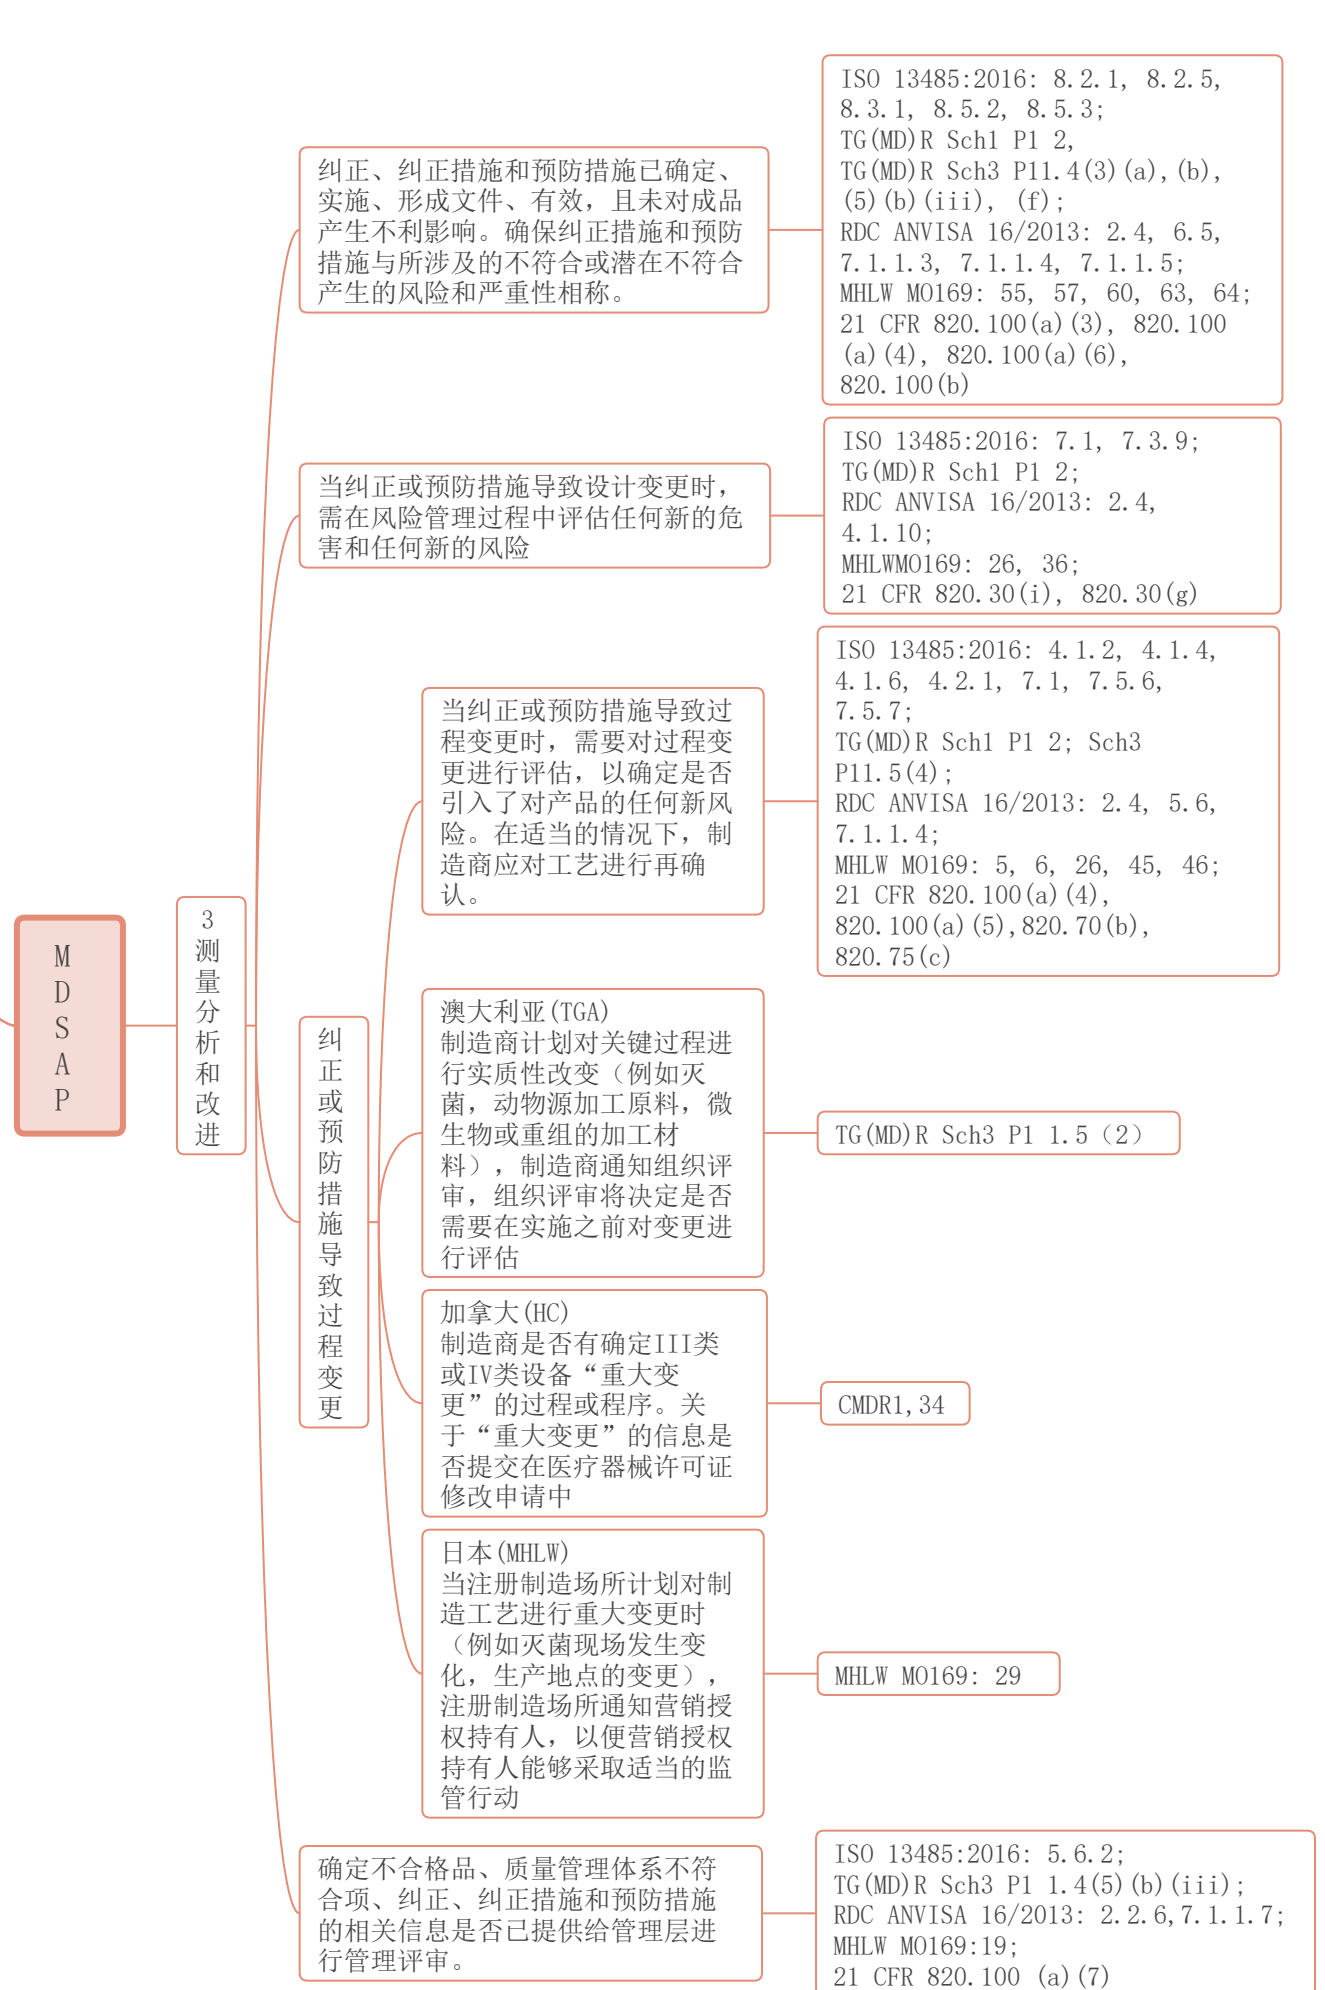 MDSAP
3测量分析和改进
纠正、纠正措施和预防措施已确定、
实施、形成文件、有效，且未对成品
产生不利影响。确保纠正措施和预防
措施与所涉及的不符合或潜在不符合
产生的风险和严重性相称。
ISO 13485:2016: 8.2.1, 8.2.5,
8.3.1, 8.5.2, 8.5.3;
TG(MD)R Sch1 P1 2,
TG(MD)R Sch3 P11.4(3)(a),(b),
(5)(b)(iii), (f);
RDC ANVISA 16/2013: 2.4, 6.5,
7.1.1.3, 7.1.1.4, 7.1.1.5;
MHLW MO169: 55, 57, 60, 63, 64;
21 CFR 820.100(a)(3), 820.100
(a)(4), 820.100(a)(6),
820.100(b)
当纠正或预防措施导致设计变更时，
需在风险管理过程中评估任何新的危
害和任何新的风险
ISO 13485:2016: 7.1, 7.3.9;
TG(MD)R Sch1 P1 2;
RDC ANVISA 16/2013: 2.4,
4.1.10;
MHLWMO169: 26, 36;
21 CFR 820.30(i), 820.30(g)
纠正或预防措施导致过程变更
当纠正或预防措施导致过
程变更时，需要对过程变
更进行评估，以确定是否
引入了对产品的任何新风
险。在适当的情况下，制
造商应对工艺进行再确
认。
ISO 13485:2016: 4.1.2, 4.1.4,
4.1.6, 4.2.1, 7.1, 7.5.6,
7.5.7;
TG(MD)R Sch1 P1 2; Sch3
P11.5(4);
RDC ANVISA 16/2013: 2.4, 5.6,
7.1.1.4;
MHLW MO169: 5, 6, 26, 45, 46;
21 CFR 820.100(a)(4),
820.100(a)(5),820.70(b),
820.75(c)
澳大利亚(TGA)
制造商计划对关键过程进
行实质性改变（例如灭
菌，动物源加工原料，微
生物或重组的加工材
料），制造商通知组织评
审，组织评审将决定是否
需要在实施之前对变更进
行评估
TG(MD)R Sch3 P1 1.5（2）
加拿大(HC)
制造商是否有确定III类
或IV类设备“重大变
更”的过程或程序。关
于“重大变更”的信息是
否提交在医疗器械许可证
修改申请中
CMDR1,34
日本(MHLW)
当注册制造场所计划对制
造工艺进行重大变更时
（例如灭菌现场发生变
化，生产地点的变更），
注册制造场所通知营销授
权持有人，以便营销授权
持有人能够采取适当的监
管行动
MHLW MO169: 29
确定不合格品、质量管理体系不符
合项、纠正、纠正措施和预防措施
的相关信息是否已提供给管理层进
行管理评审。
ISO 13485:2016: 5.6.2;
TG(MD)R Sch3 P1 1.4(5)(b)(iii);
RDC ANVISA 16/2013: 2.2.6,7.1.1.7;
MHLW MO169:19;
21 CFR 820.100 (a)(7)